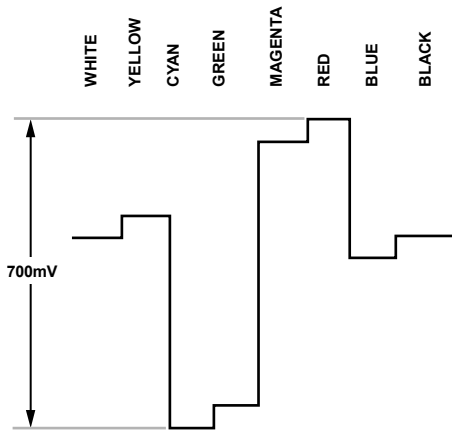 WHITE
YELLOW
CYAN
GREEN
MAGENTA
RED
BLUE
BLACK
700mV